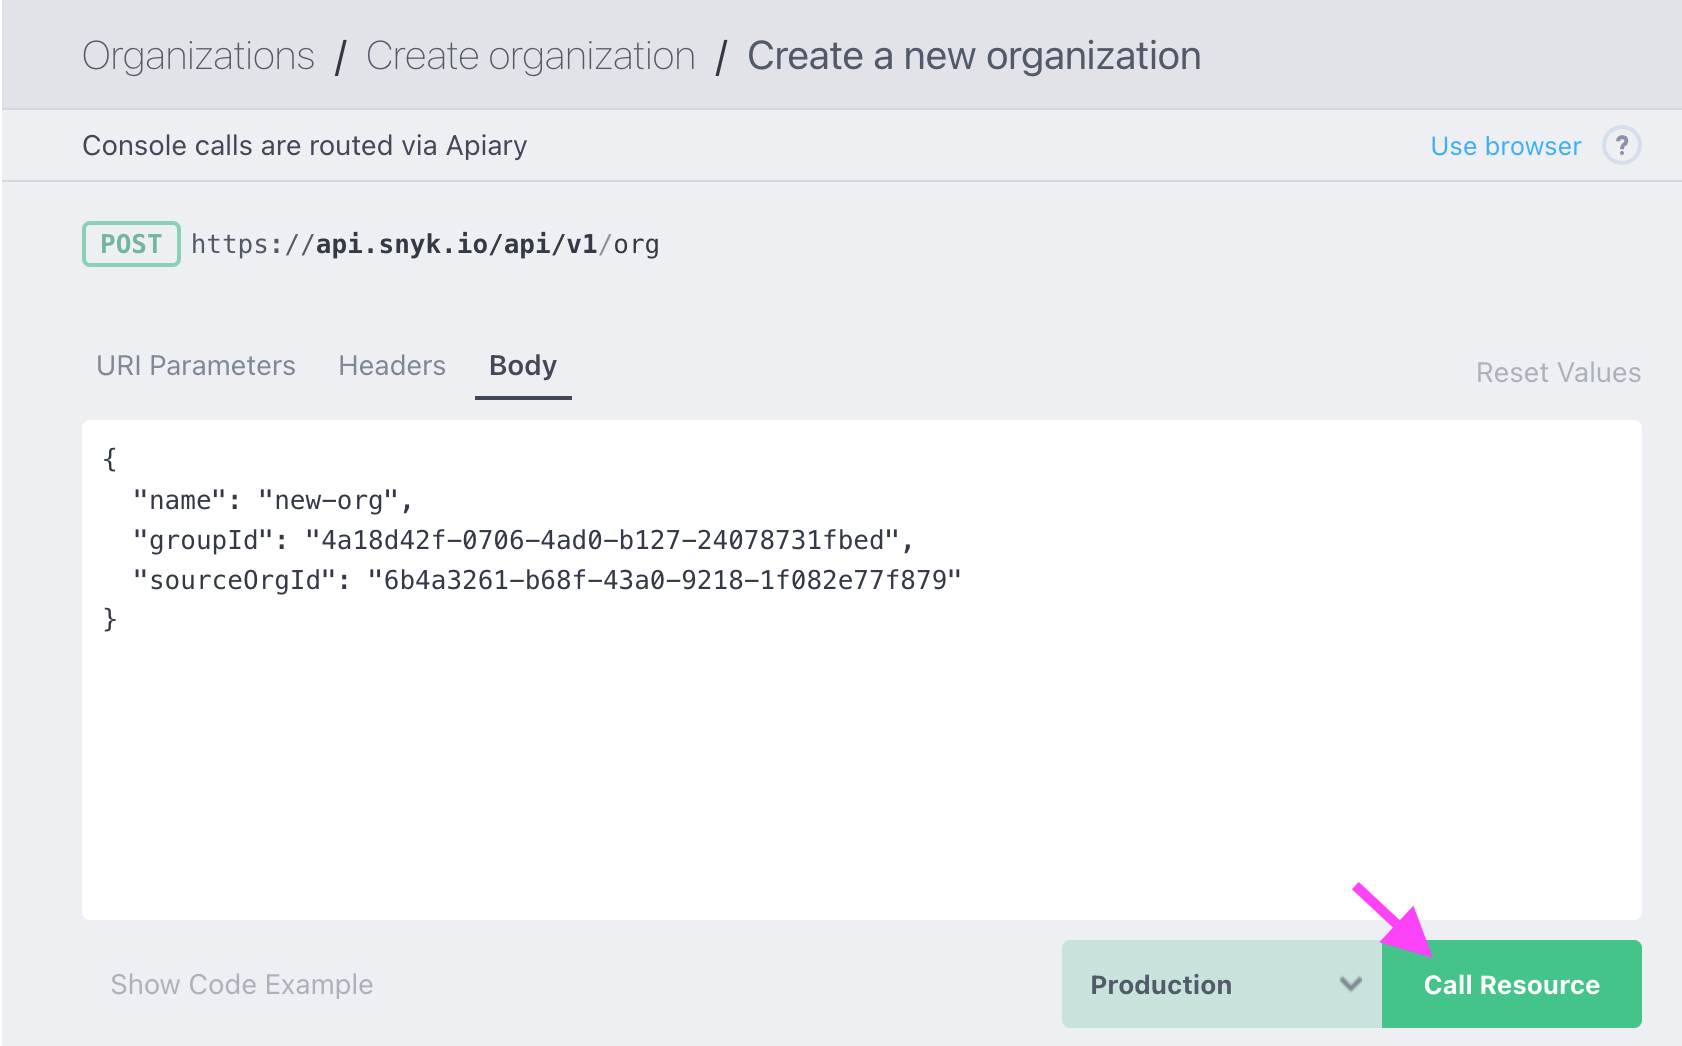 Organizations / Create organization / Create a new organization
Console calls are routed via Apiary
Use browser ?
POST https://api.snyk.io/api/v1/org
URI Parameters Headers Body
Reset Values
{
"name": "new-org",
"groupId": "4a18d42f-0706-4ad0-b127-24078731fbed",
"sourceOrgId": "6b4a3261-b68f-43a0-9218-1f082e77f879"
}
Show Code Example
Production
Call Resource